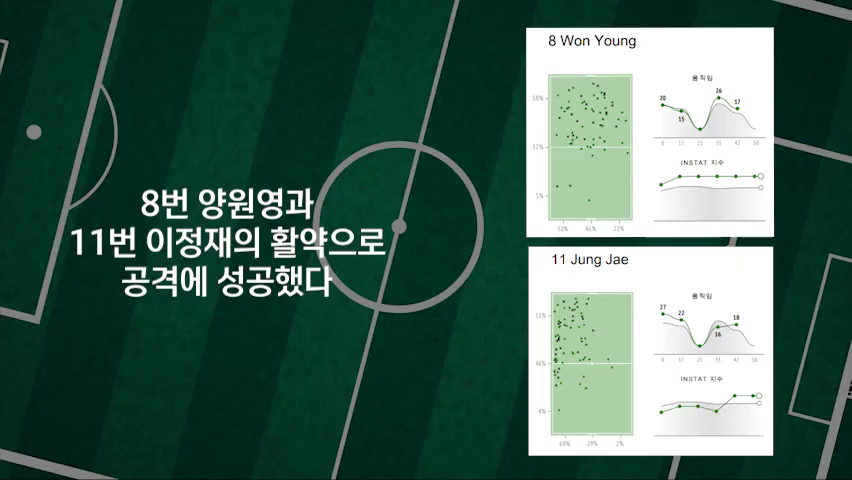 8번 양원영과
11번 이정재의 활약으로
공격에 성공했다
8 Won Young
58%
37%
5%
52% 46% 22%
움직임
20 15 26 17
8 17 25 33 42 50
INSTAT 지수
11 Jung Jae
51%
46%
4%
69% 29% 2%
움직임
27 22 16 18
8 17 25 33 42 50
INSTAT 지수